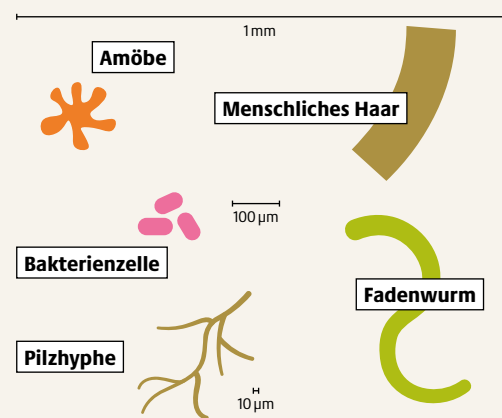 1 mm
Amöbe
Menschliches Haar
100 µm
Bakterienzelle
Fadenwurm
Pilzhyphe
10 µm